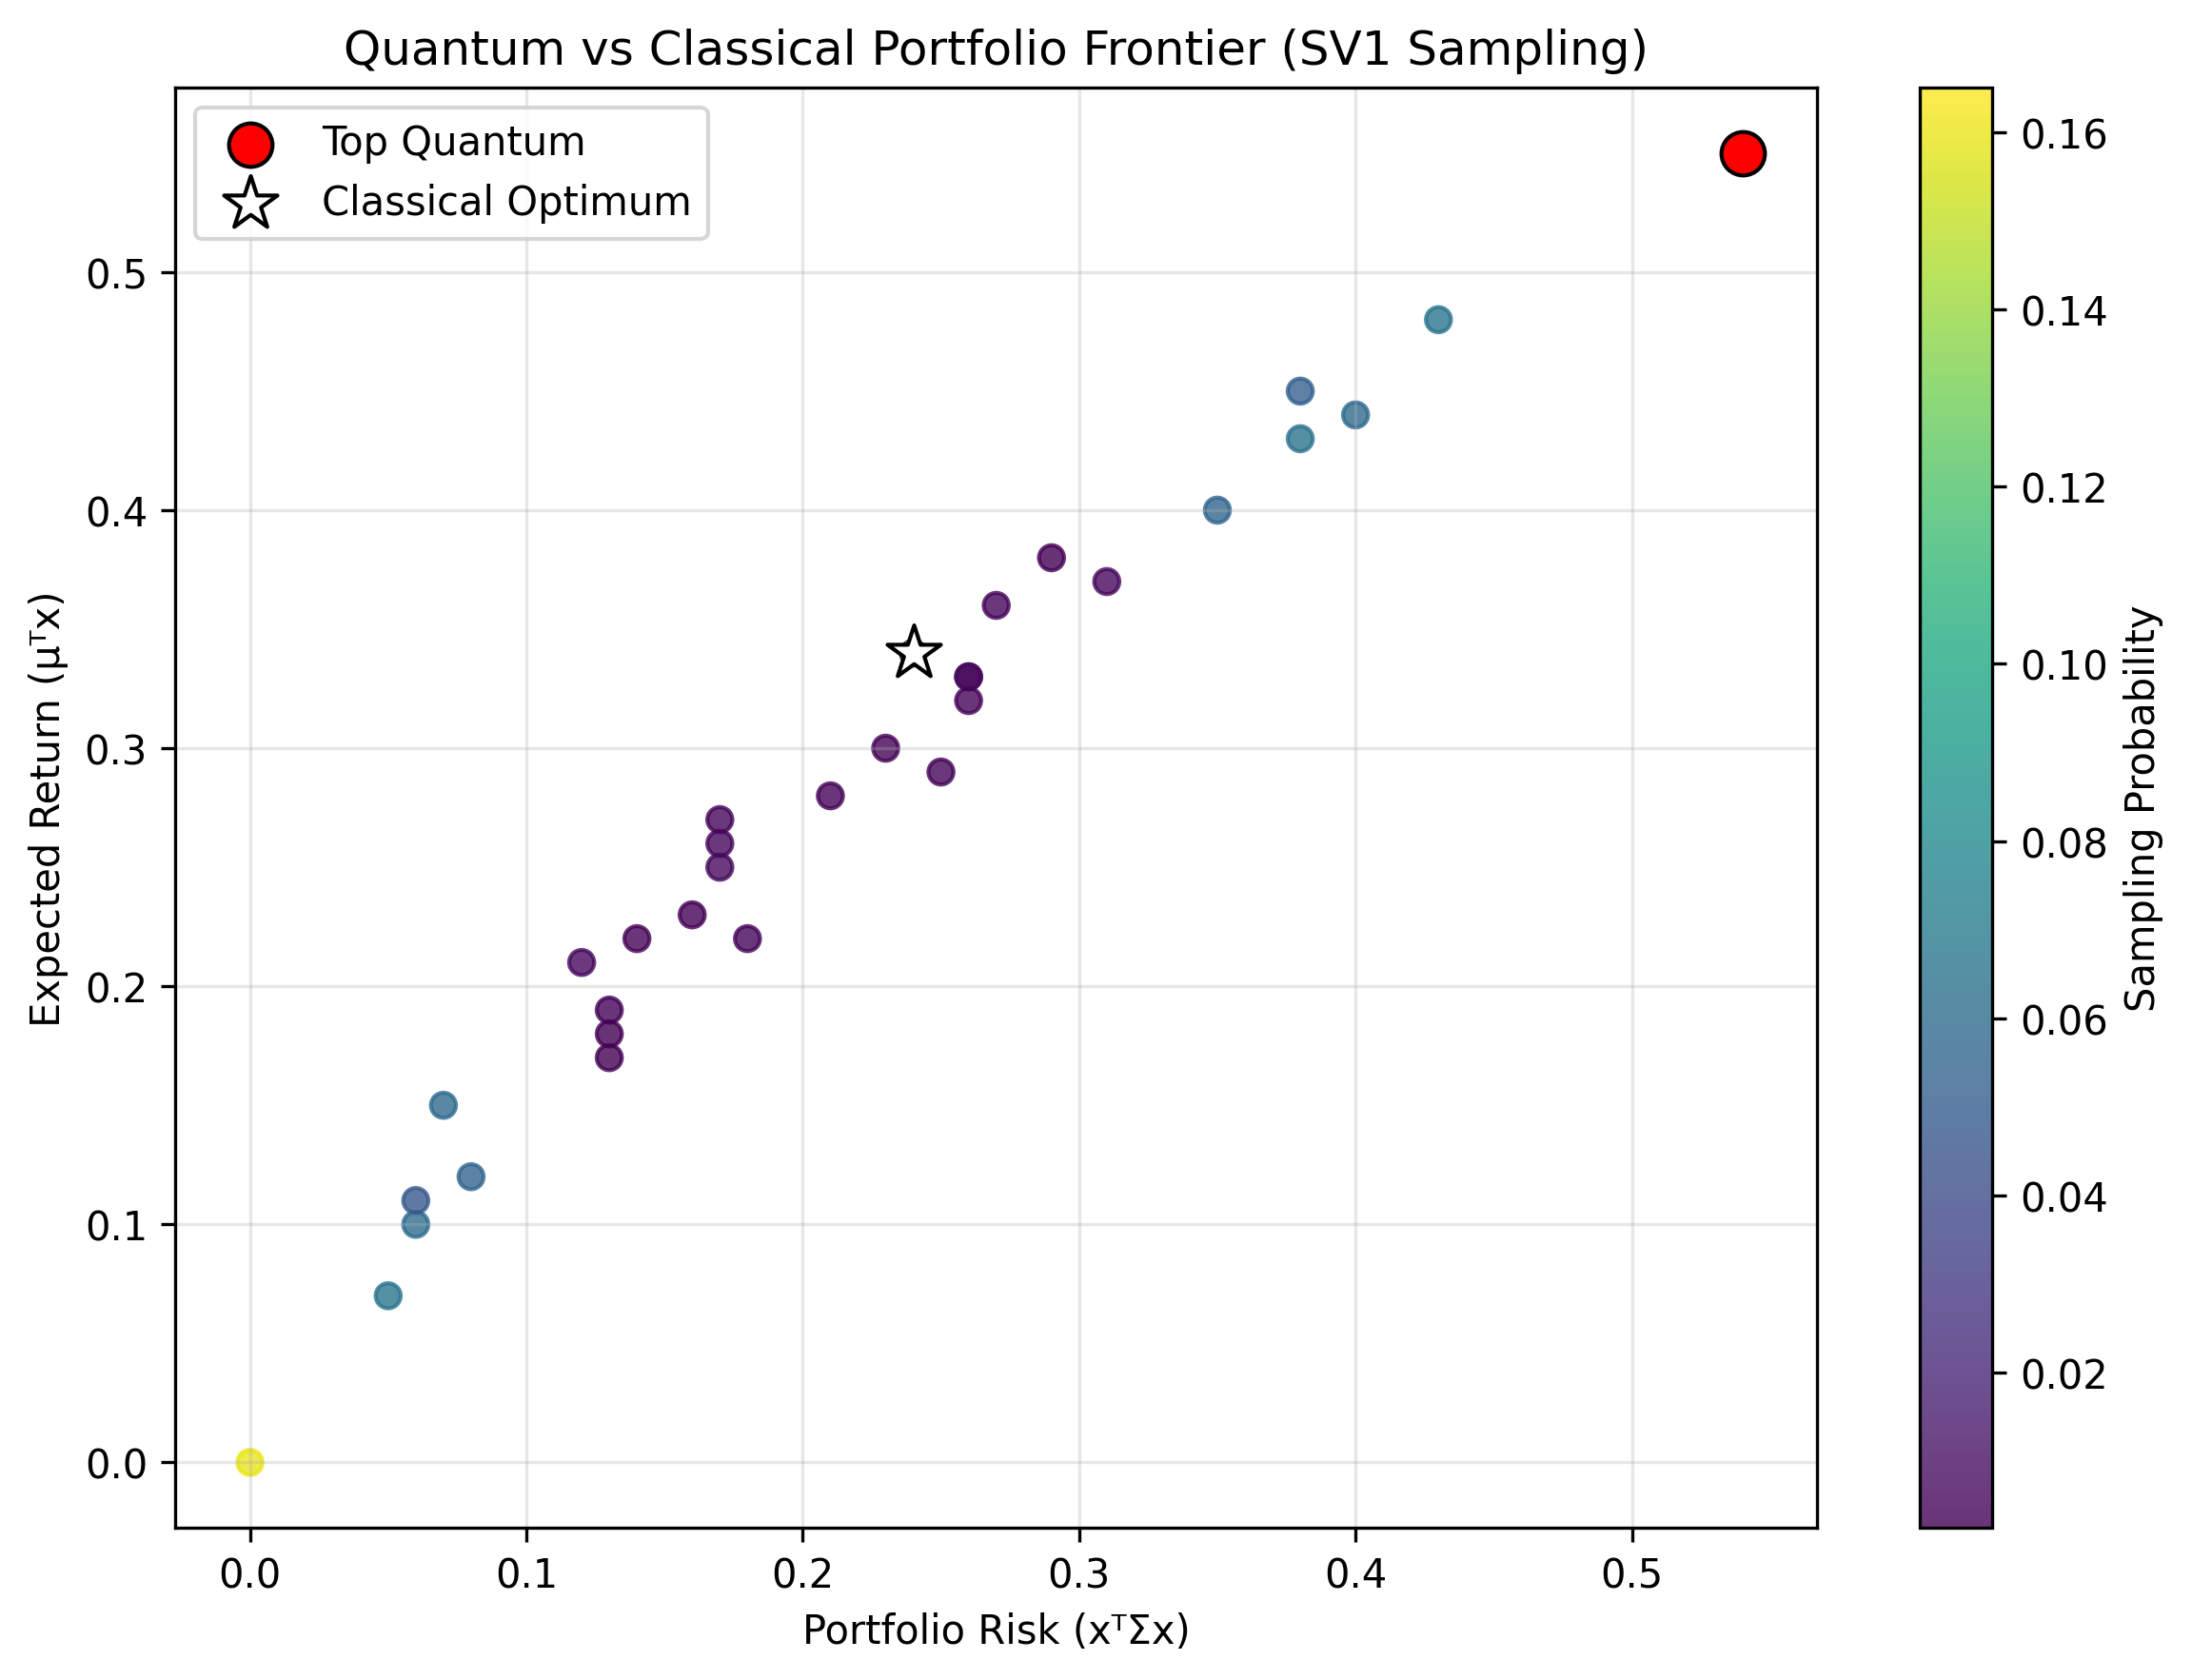 Quantum vs Classical Portfolio Frontier (SV1 Sampling)
Top Quantum
Classical Optimum
Expected Return (μᵀx)
0.5
0.4
0.3
0.2
0.1
0.0
0.0 0.1 0.2 0.3 0.4 0.5
Portfolio Risk (xᵀΣx)
0.16
0.14
0.12
0.10
0.08
0.06
0.04
0.02
Sampling Probability